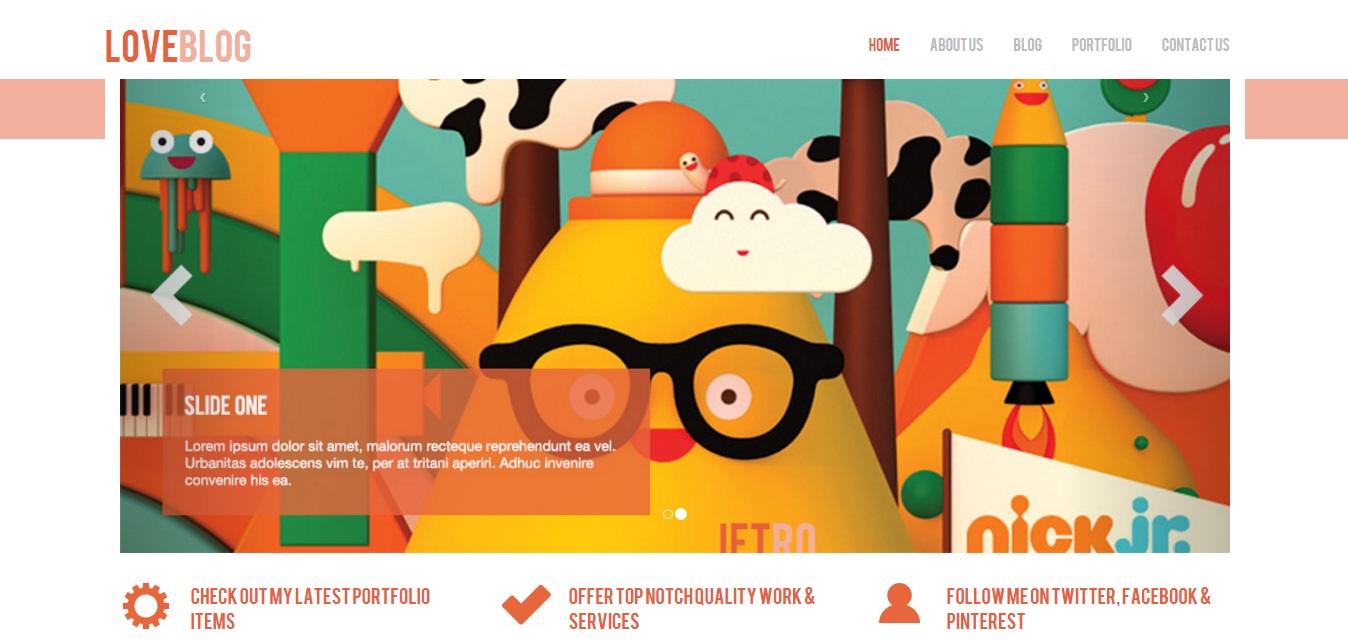 LOVEBLOG
HOME ABOUT US BLOG PORTFOLIO CONTACT US
SLIDE ONE
Lorem ipsum dolor sit amet, malorum recteque reprehendunt ea vel.
Urbanitas adolescens vim te, per at tritani aperiri. Adhuc invenire
convenire his ea.
JETRO
nick jr.
CHECK OUT MY LATEST PORTFOLIO
ITEMS
OFFER TOP NOTCH QUALITY WORK &
SERVICES
FOLLOW ME ON TWITTER, FACEBOOK &
PINTEREST